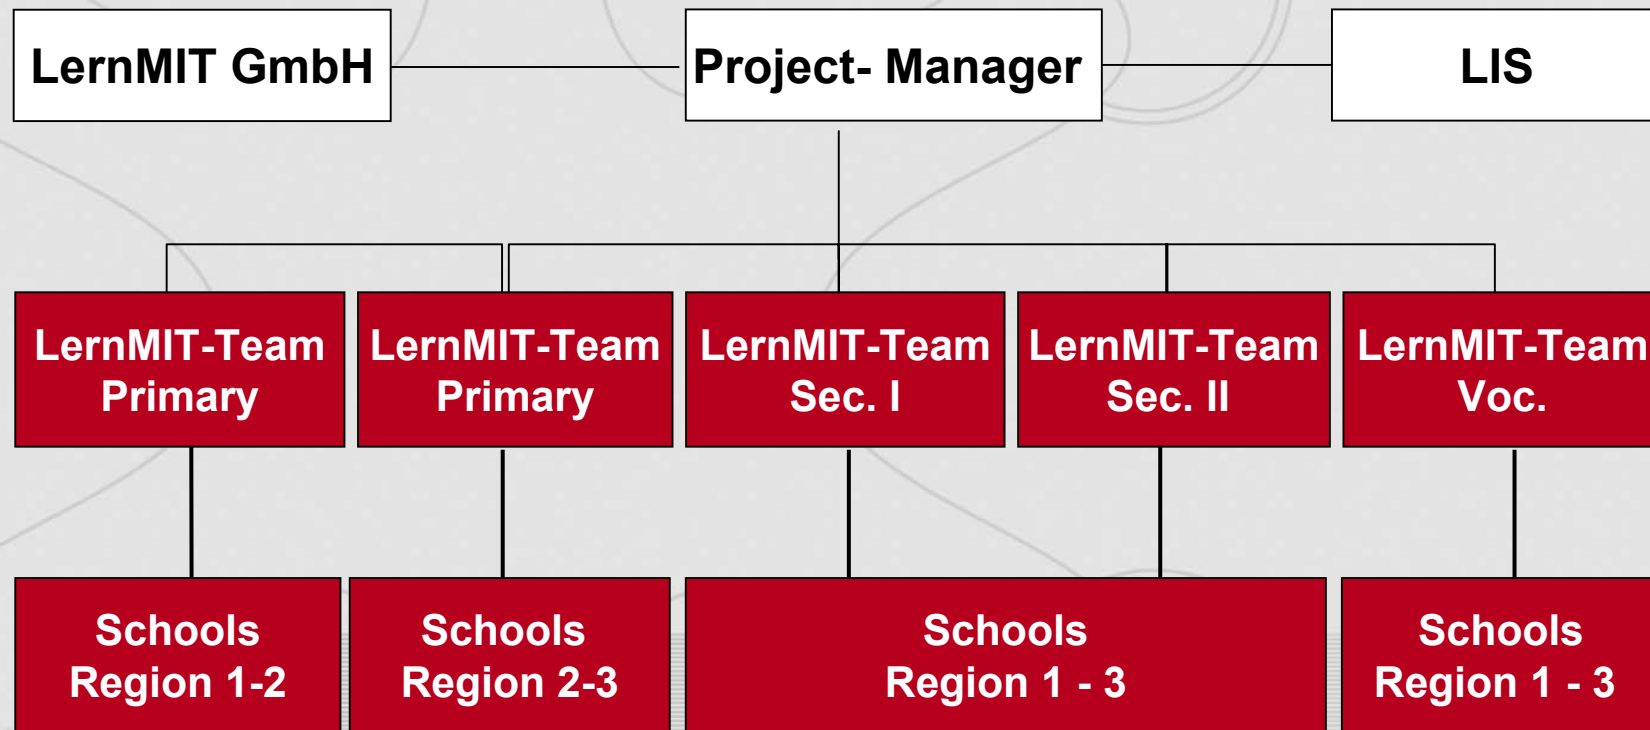 LernMIT GmbH
Project- Manager
LIS
LernMIT-Team
Primary
LernMIT-Team
Primary
LernMIT-Team
Sec. I
LernMIT-Team
Sec. II
LernMIT-Team
Voc.
Schools
Region 1-2
Schools
Region 2-3
Schools
Region 1 - 3
Schools
Region 1 - 3